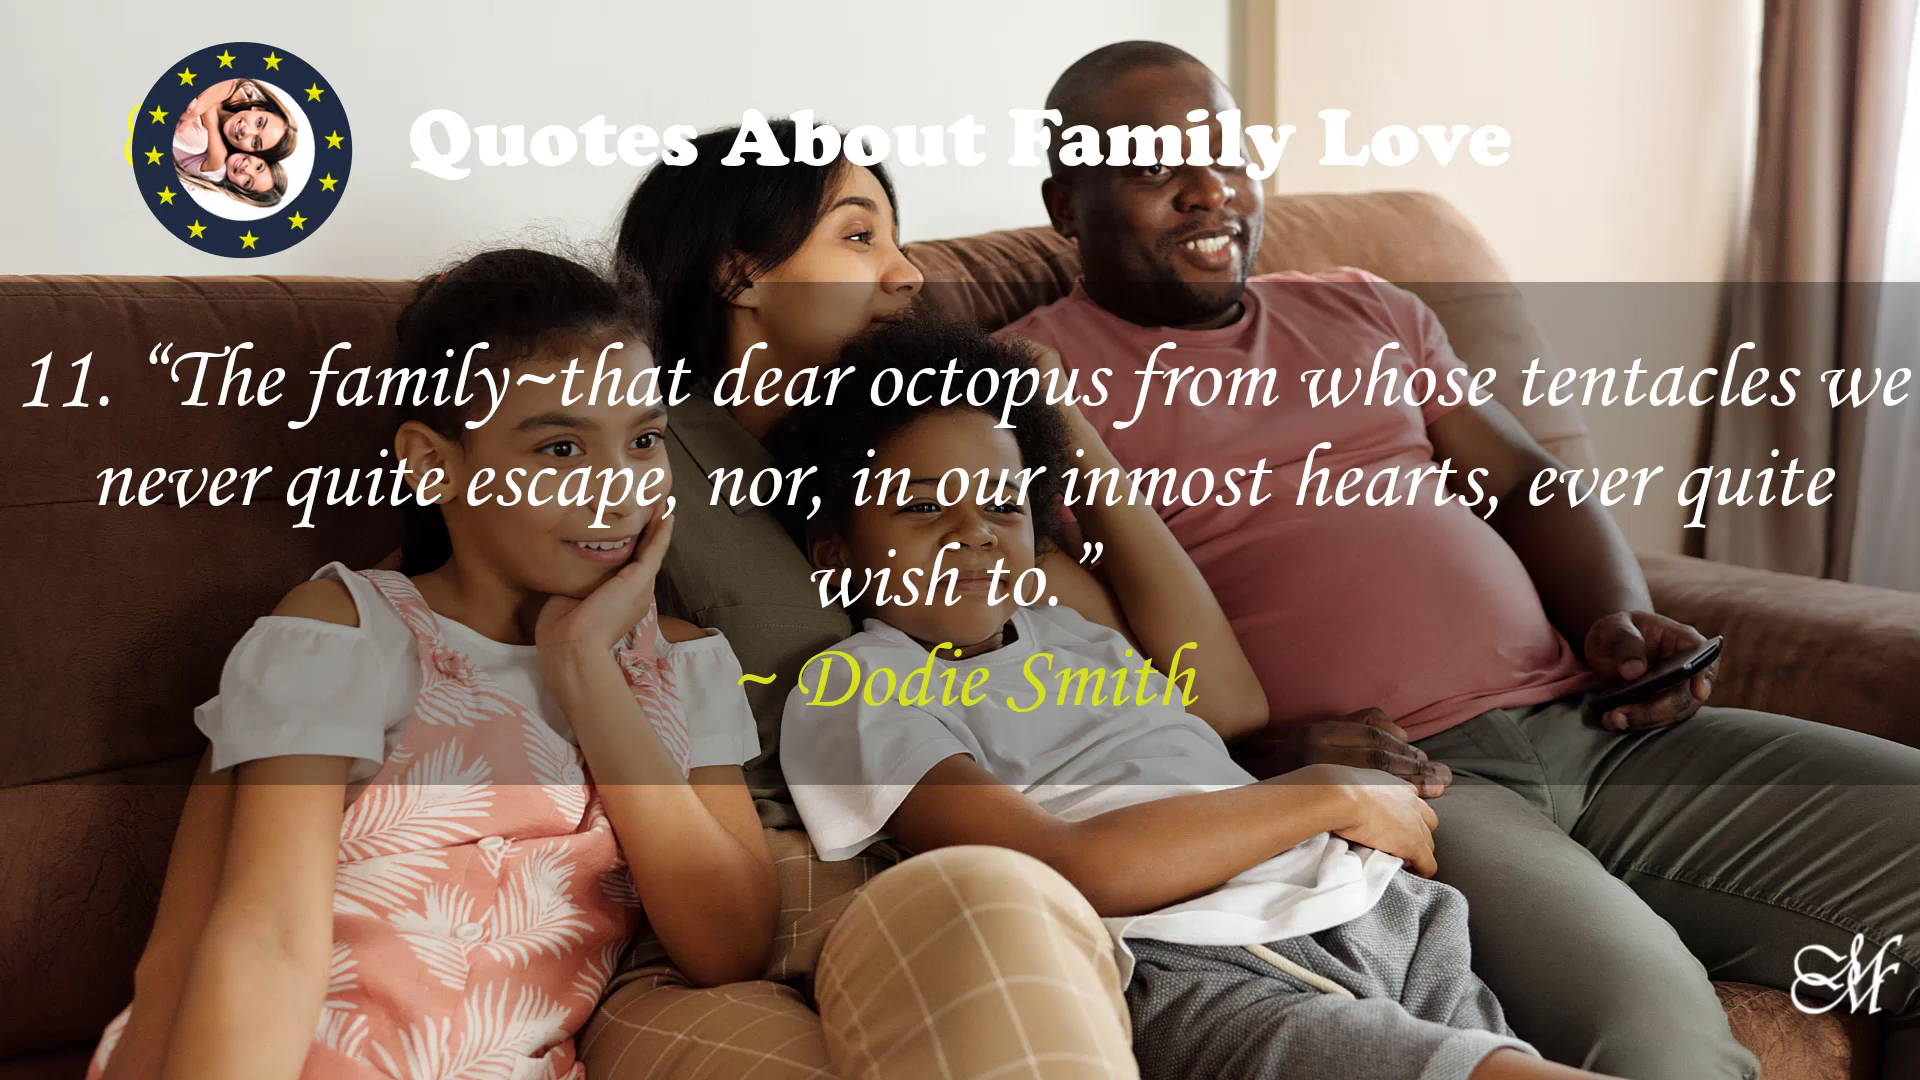 Quotes About Family Love
11. “The family~that dear octopus from whose tentacles we
never quite escape, nor, in our inmost hearts, ever quite
wish to.”
~ Dodie Smith